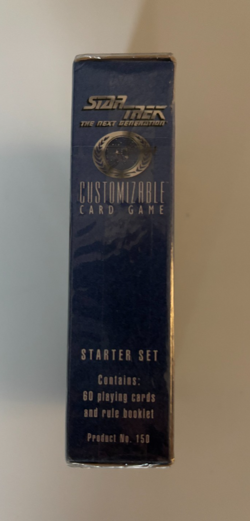 STAR TREK
THE NEXT GENERATION
CUSTOMIZABLE
CARD GAME
STARTER SET
Contains:
60 playing cards
and rule booklet
Product No. 159